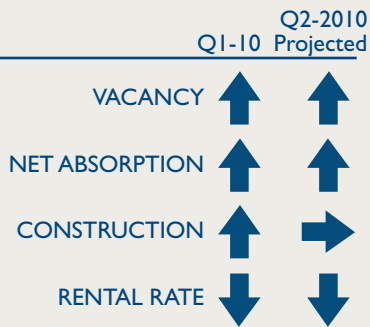 Q2-2010
Q1-10 Projected
VACANCY
NET ABSORPTION
CONSTRUCTION
RENTAL RATE